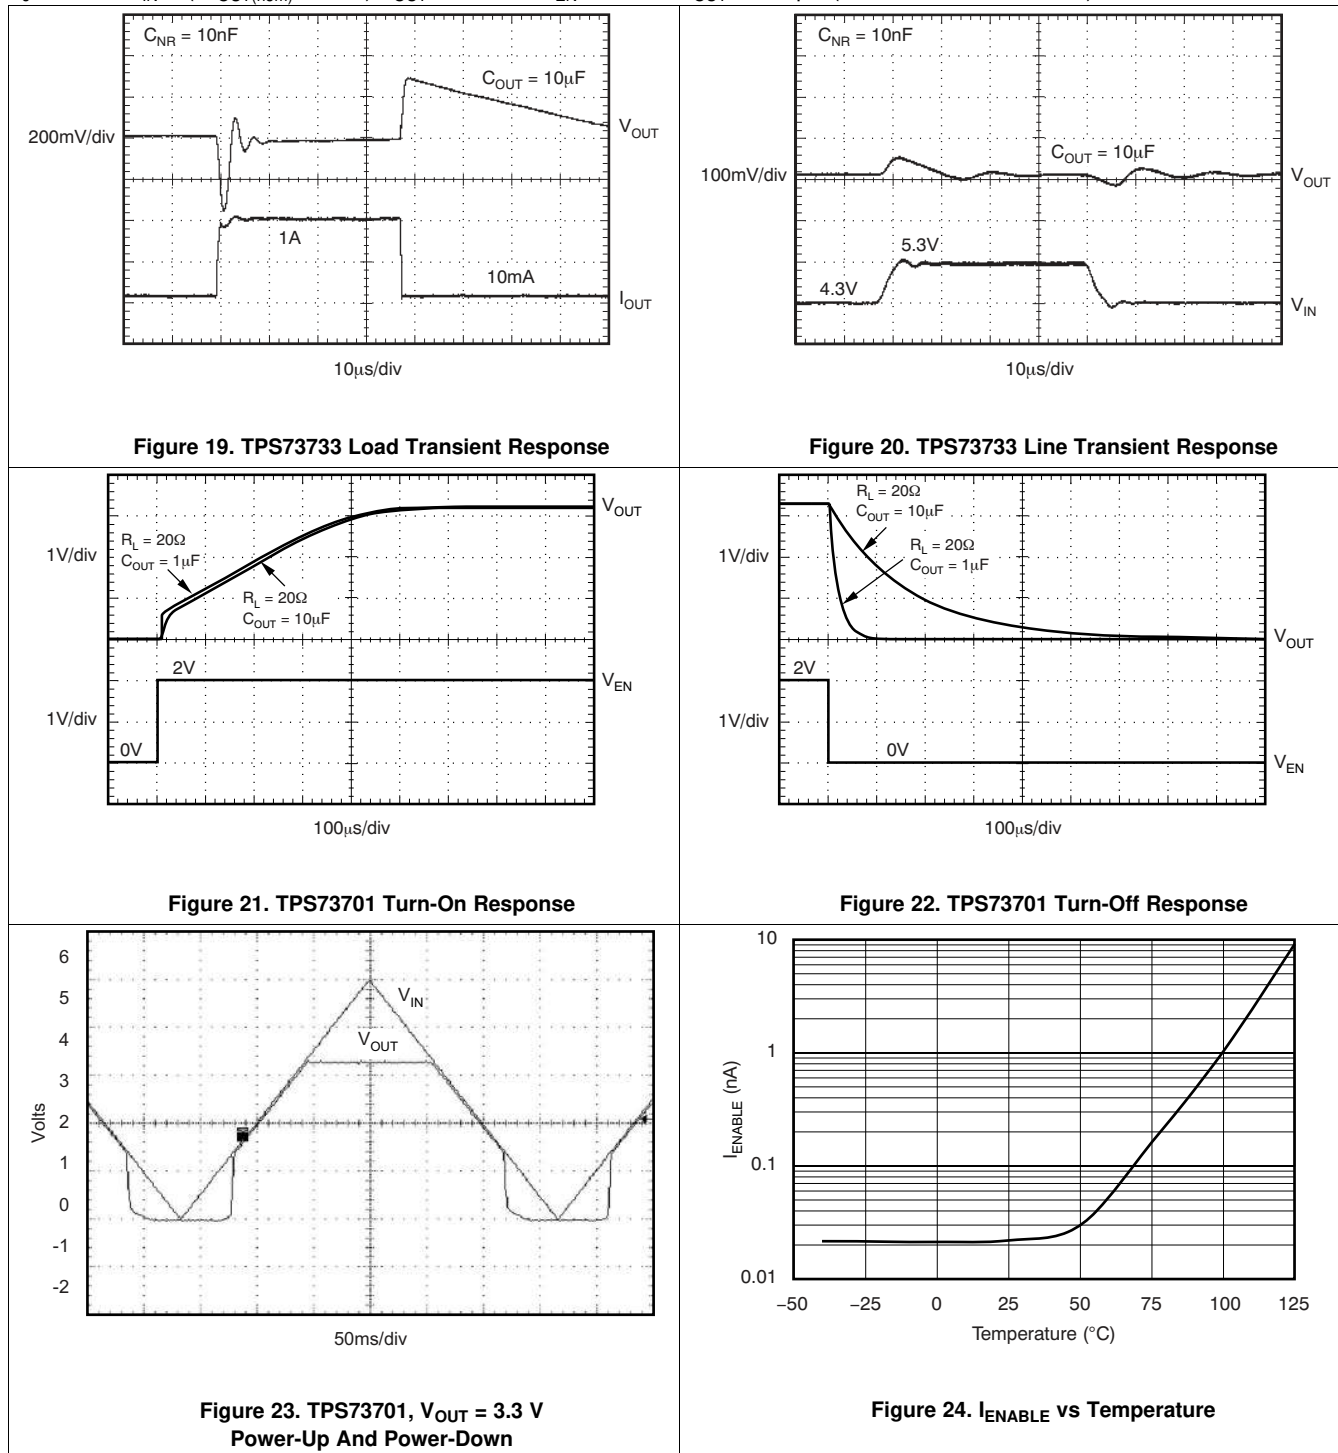 C_NR = 10nF
C_OUT = 10μF
200mV/div
V_OUT
1A
10mA
I_OUT
10μs/div
Figure 19. TPS73733 Load Transient Response
C_NR = 10nF
C_OUT = 10μF
100mV/div
V_OUT
5.3V
4.3V
V_IN
10μs/div
Figure 20. TPS73733 Line Transient Response
V_OUT
1V/div
R_L = 20Ω
C_OUT = 1μF
R_L = 20Ω
C_OUT = 10μF
2V
V_EN
1V/div
0V
100μs/div
Figure 21. TPS73701 Turn-On Response
R_L = 20Ω
C_OUT = 10μF
1V/div
R_L = 20Ω
C_OUT = 1μF
V_OUT
2V
1V/div
0V
V_EN
100μs/div
Figure 22. TPS73701 Turn-Off Response
6
5
4
3
2
1
0
-1
-2
Volts
V_IN
V_OUT
50ms/div
Figure 23. TPS73701, V_OUT = 3.3 V
Power-Up And Power-Down
10
1
0.1
0.01
I_ENABLE (nA)
−50 −25 0 25 50 75 100 125
Temperature (°C)
Figure 24. I_ENABLE vs Temperature